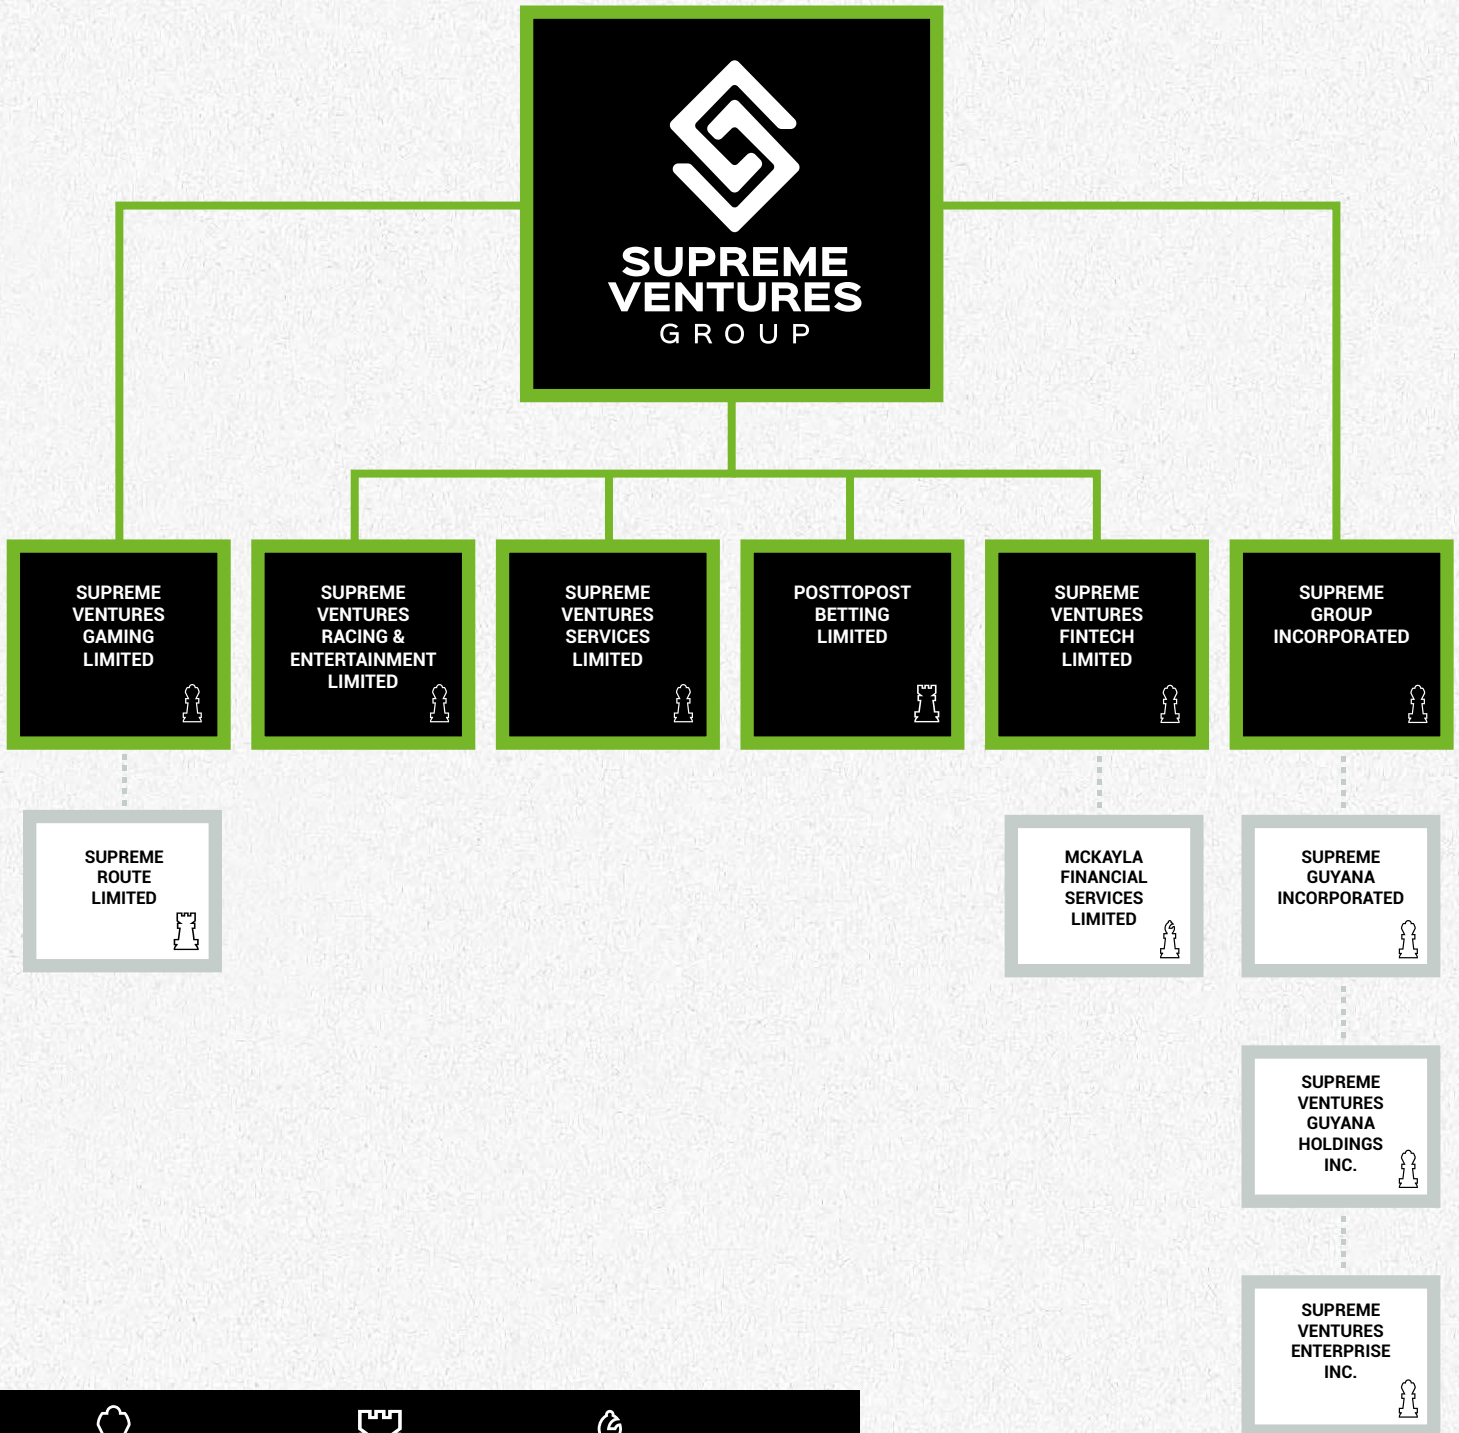 SUPREME
VENTURES
GROUP
SUPREME
VENTURES
GAMING
LIMITED
SUPREME
VENTURES
RACING &
ENTERTAINMENT
LIMITED
SUPREME
VENTURES
SERVICES
LIMITED
POSTTOPOST
BETTING
LIMITED
SUPREME
VENTURES
FINTECH
LIMITED
SUPREME
GROUP
INCORPORATED
SUPREME
ROUTE
LIMITED
MCKAYLA
FINANCIAL
SERVICES
LIMITED
SUPREME
GUYANA
INCORPORATED
SUPREME
VENTURES
GUYANA
HOLDINGS
INC.
SUPREME
VENTURES
ENTERPRISE
INC.